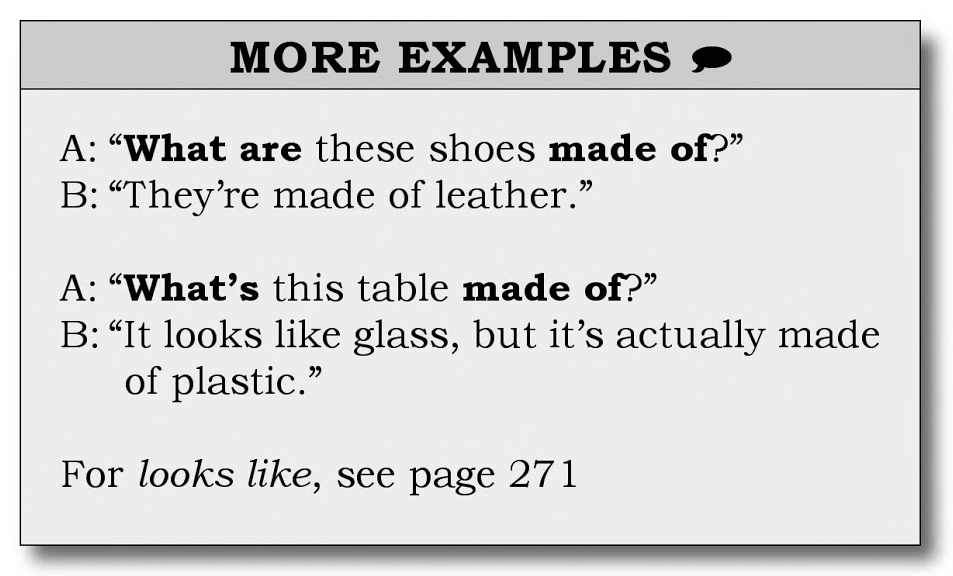 MORE EXAMPLES
A: “What are these shoes made of?”
B: “They’re made of leather.”
A: “What’s this table made of?”
B: “It looks like glass, but it’s actually made
of plastic.”
For looks like, see page 271